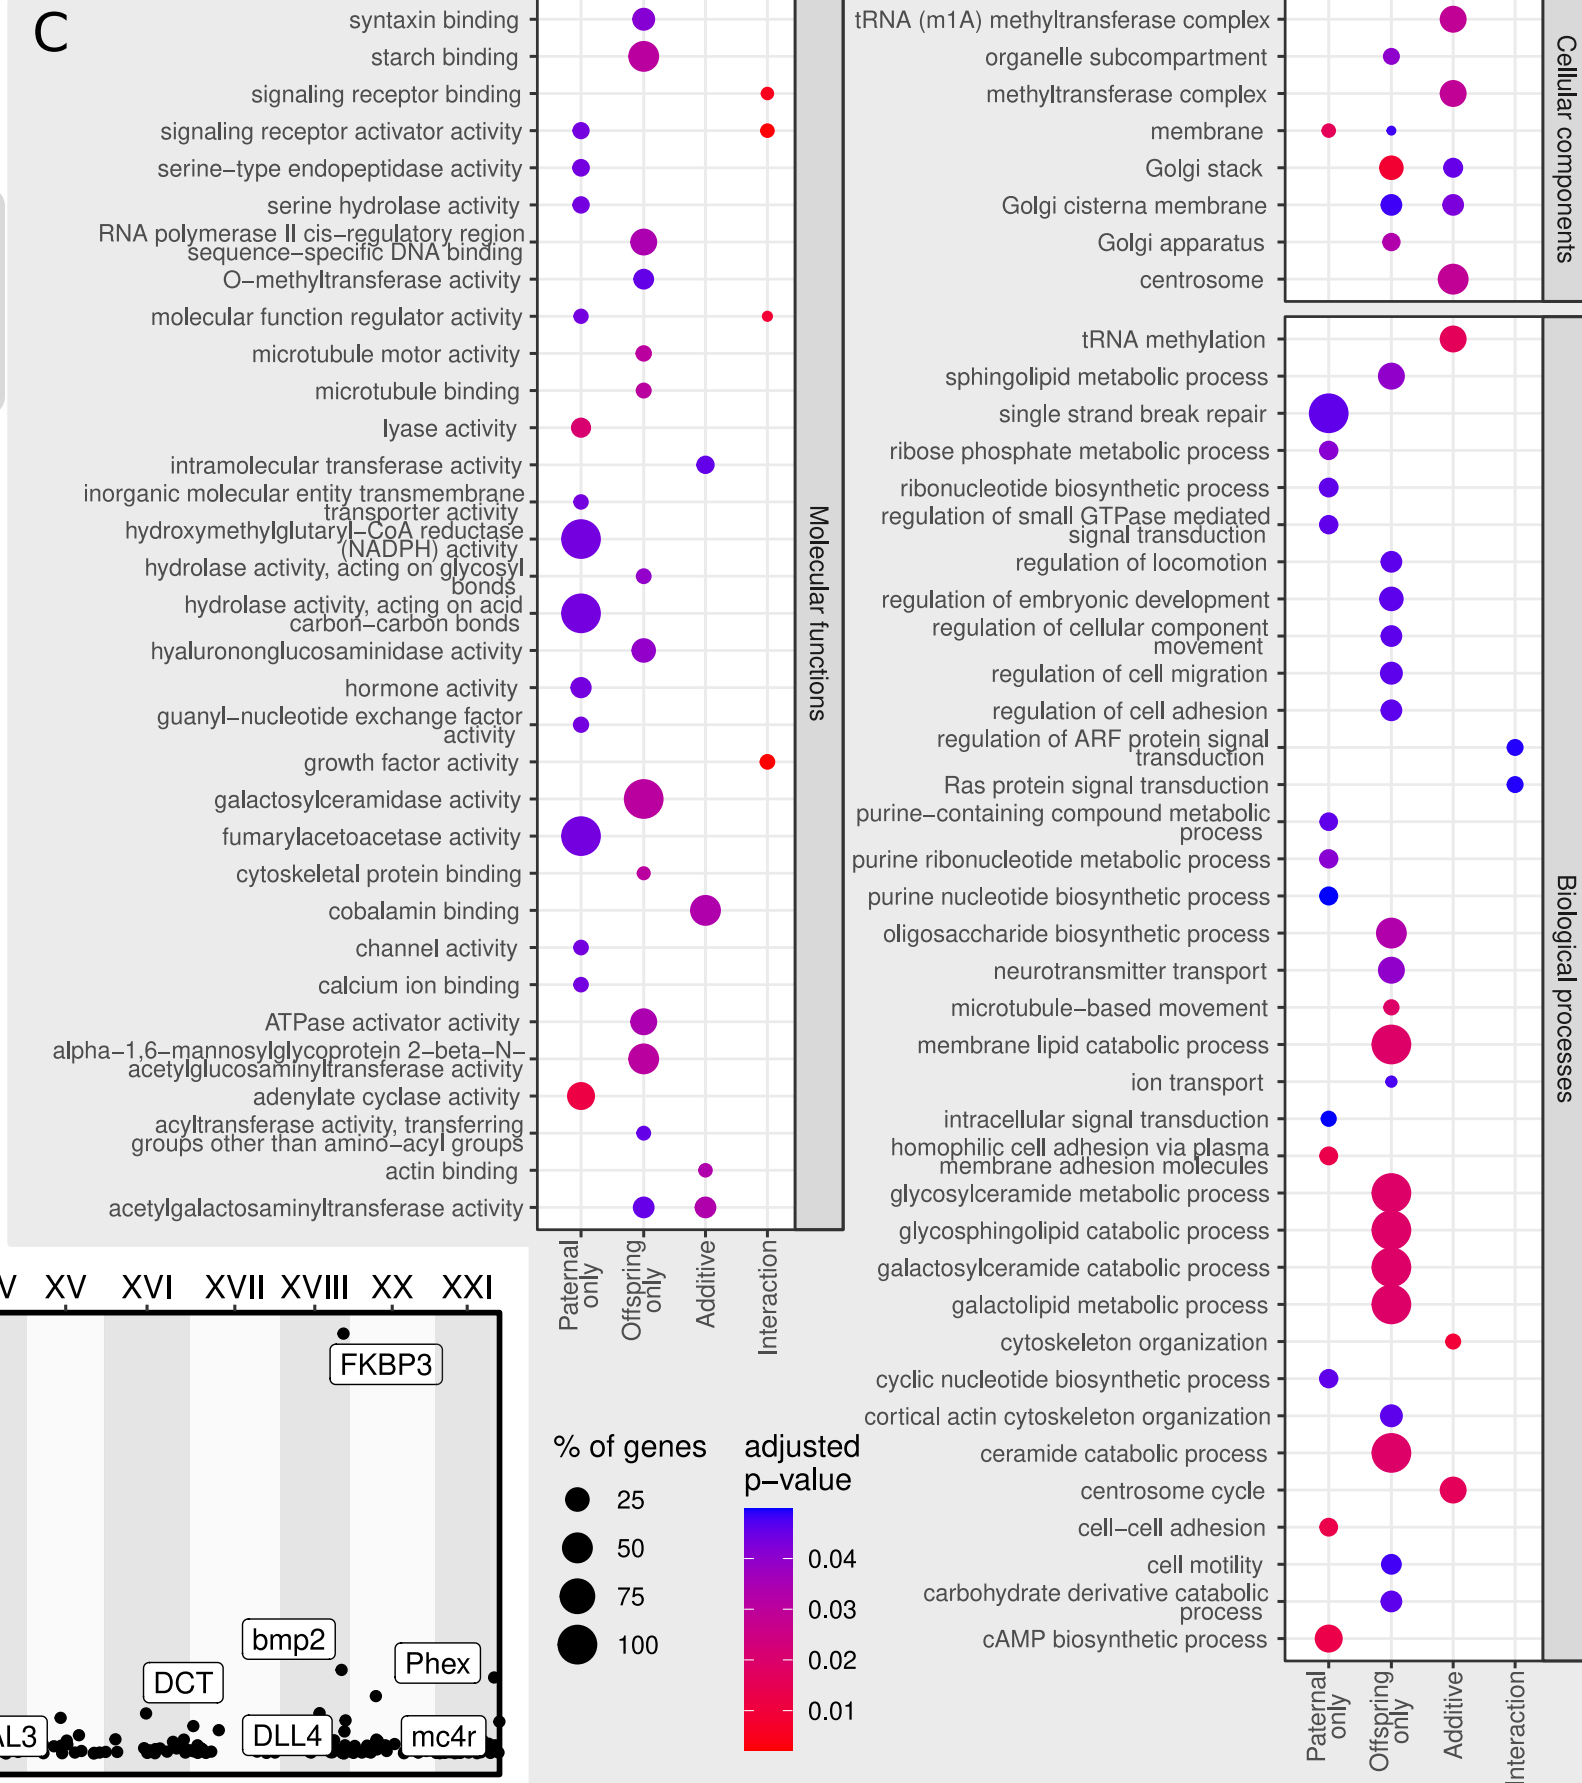 C
syntaxin binding
starch binding
signaling receptor binding
signaling receptor activator activity
serine−type endopeptidase activity
serine hydrolase activity
RNA polymerase II cis−regulatory region
sequence−specific DNA binding
O−methyltransferase activity
molecular function regulator activity
microtubule motor activity
microtubule binding
lyase activity
intramolecular transferase activity
inorganic molecular entity transmembrane
transporter activity
hydroxymethylglutaryl−CoA reductase
(NADPH) activity
hydrolase activity, acting on glycosyl
bonds
hydrolase activity, acting on acid
carbon−carbon bonds
hyalurononglucosaminidase activity
hormone activity
guanyl−nucleotide exchange factor
activity
growth factor activity
galactosylceramidase activity
fumarylacetoacetase activity
cytoskeletal protein binding
cobalamin binding
channel activity
calcium ion binding
ATPase activator activity
alpha−1,6−mannosylglycoprotein 2−beta−N−
acetylglucosaminyltransferase activity
adenylate cyclase activity
acyltransferase activity, transferring
groups other than amino−acyl groups
actin binding
acetylgalactosaminyltransferase activity
Molecular functions
Paternal
only
Offspring
only
Additive
Interaction
tRNA (m1A) methyltransferase complex
organelle subcompartment
methyltransferase complex
membrane
Golgi stack
Golgi cisterna membrane
Golgi apparatus
centrosome
Cellular components
tRNA methylation
sphingolipid metabolic process
single strand break repair
ribose phosphate metabolic process
ribonucleotide biosynthetic process
regulation of small GTPase mediated
signal transduction
regulation of locomotion
regulation of embryonic development
regulation of cellular component
movement
regulation of cell migration
regulation of cell adhesion
regulation of ARF protein signal
transduction
Ras protein signal transduction
purine−containing compound metabolic
process
purine ribonucleotide metabolic process
purine nucleotide biosynthetic process
oligosaccharide biosynthetic process
neurotransmitter transport
microtubule−based movement
membrane lipid catabolic process
ion transport
intracellular signal transduction
homophilic cell adhesion via plasma
membrane adhesion molecules
glycosylceramide metabolic process
glycosphingolipid catabolic process
galactosylceramide catabolic process
galactolipid metabolic process
cytoskeleton organization
cyclic nucleotide biosynthetic process
cortical actin cytoskeleton organization
ceramide catabolic process
centrosome cycle
cell−cell adhesion
cell motility
carbohydrate derivative catabolic
process
cAMP biosynthetic process
Biological processes
Paternal
only
Offspring
only
Additive
Interaction
V XV XVI XVII XVIII XX XXI
FKBP3
bmp2
Phex
DCT
AL3
DLL4
mc4r
% of genes
25
50
75
100
adjusted
p−value
0.04
0.03
0.02
0.01